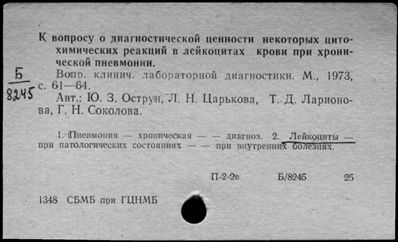 К вопросу о диагностической ценности некоторых цито-
химических реакций в лейкоцитах крови при хрони-
ческой пневмонии.
Б
8245
Вопр. клинич. лабораторной диагностики. М., 1973,
с. 61—64.
Авт.: Ю. З. Острун, Л. Н. Царькова, Т. Д. Ларионо-
ва, Г. Н. Соколова.
1. Пневмония — хроническая — — диагноз. 2. Лейкоциты —
при патологических состояниях — — при внутренних болезнях.
П-2-2в Б/8245 25
1348 СБМБ при ГЦНМБ